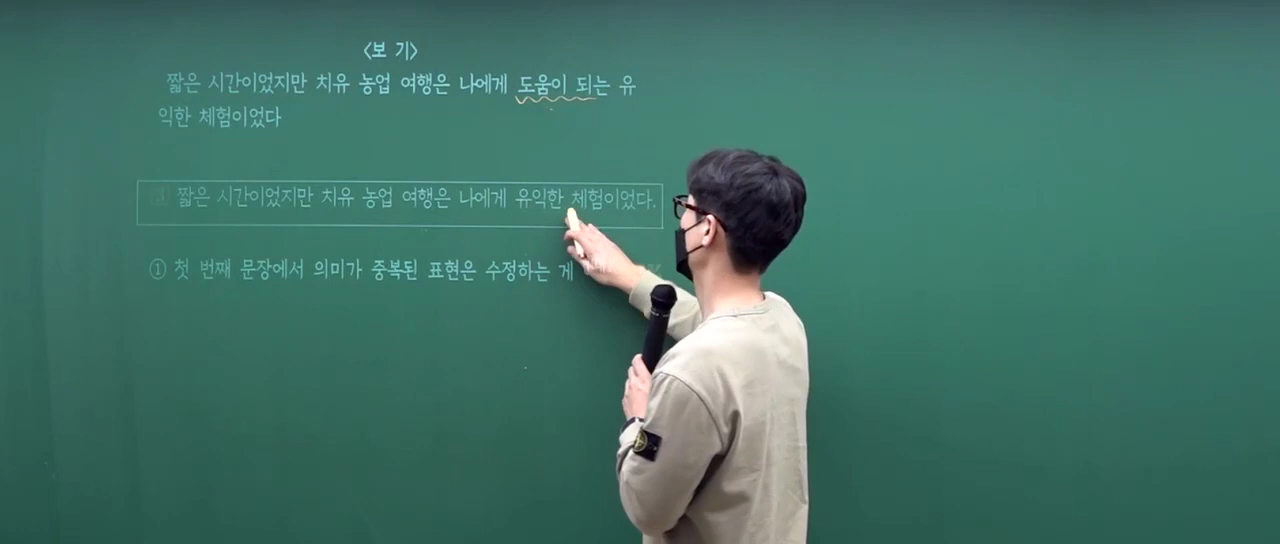 <보 기>
짧은 시간이었지만 치유 농업 여행은 나에게 도움이 되는 유
익한 체험이었다
짧은 시간이었지만 치유 농업 여행은 나에게 유익한 체험이었다.
① 첫 번째 문장에서 의미가 중복된 표현은 수정하는 게